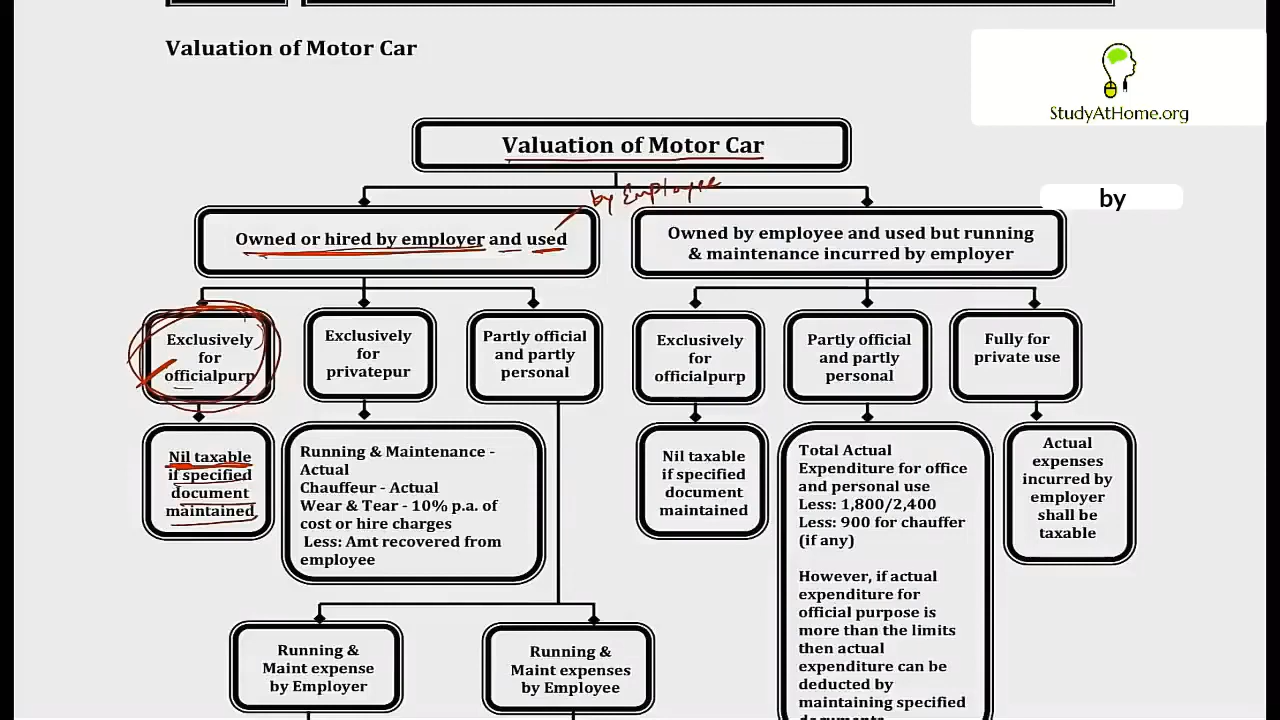 Valuation of Motor Car
StudyAtHome.org
by
Valuation of Motor Car
by Employee
Owned or hired by employer and used
Owned by employee and used but running
& maintenance incurred by employer
Exclusively
for
officialpurp
Exclusively
for
privatepur
Partly official
and partly
personal
Exclusively
for
officialpurp
Partly official
and partly
personal
Fully for
private use
Nil taxable
if specified
document
maintained
Running & Maintenance -
Actual
Chauffeur - Actual
Wear & Tear - 10% p.a. of
cost or hire charges
Less: Amt recovered from
employee
Nil taxable
if specified
document
maintained
Total Actual
Expenditure for office
and personal use
Less: 1,800/2,400
Less: 900 for chauffer
(if any)
However, if actual
expenditure for
official purpose is
more than the limits
then actual
expenditure can be
deducted by
maintaining specified
documents
Actual
expenses
incurred by
employer
shall be
taxable
Running &
Maint expense
by Employer
Running &
Maint expenses
by Employee